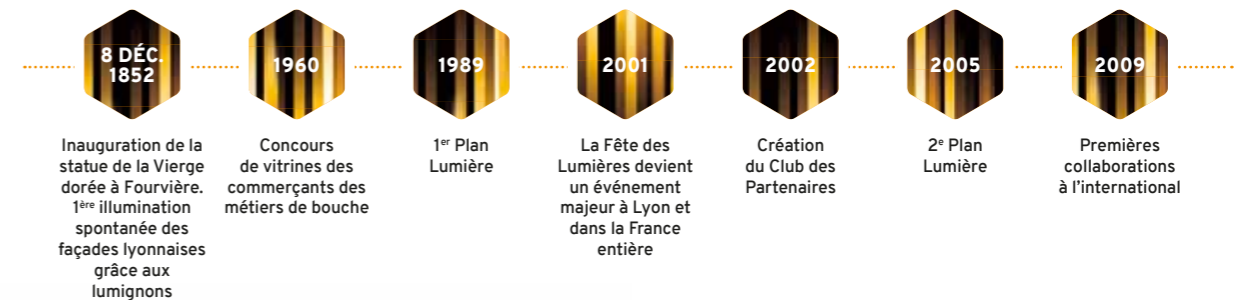 8 DÉC.
1852
Inauguration de la
statue de la Vierge
dorée à Fourvière.
1ère illumination
spontanée des
façades lyonnaises
grâce aux
lumignons
1960
Concours
de vitrines des
commerçants des
métiers de bouche
1989
1er Plan
Lumière
2001
La Fête des
Lumières devient
un événement
majeur à Lyon et
dans la France
entière
2002
Création
du Club des
Partenaires
2005
2e Plan
Lumière
2009
Premières
collaborations
à l’international